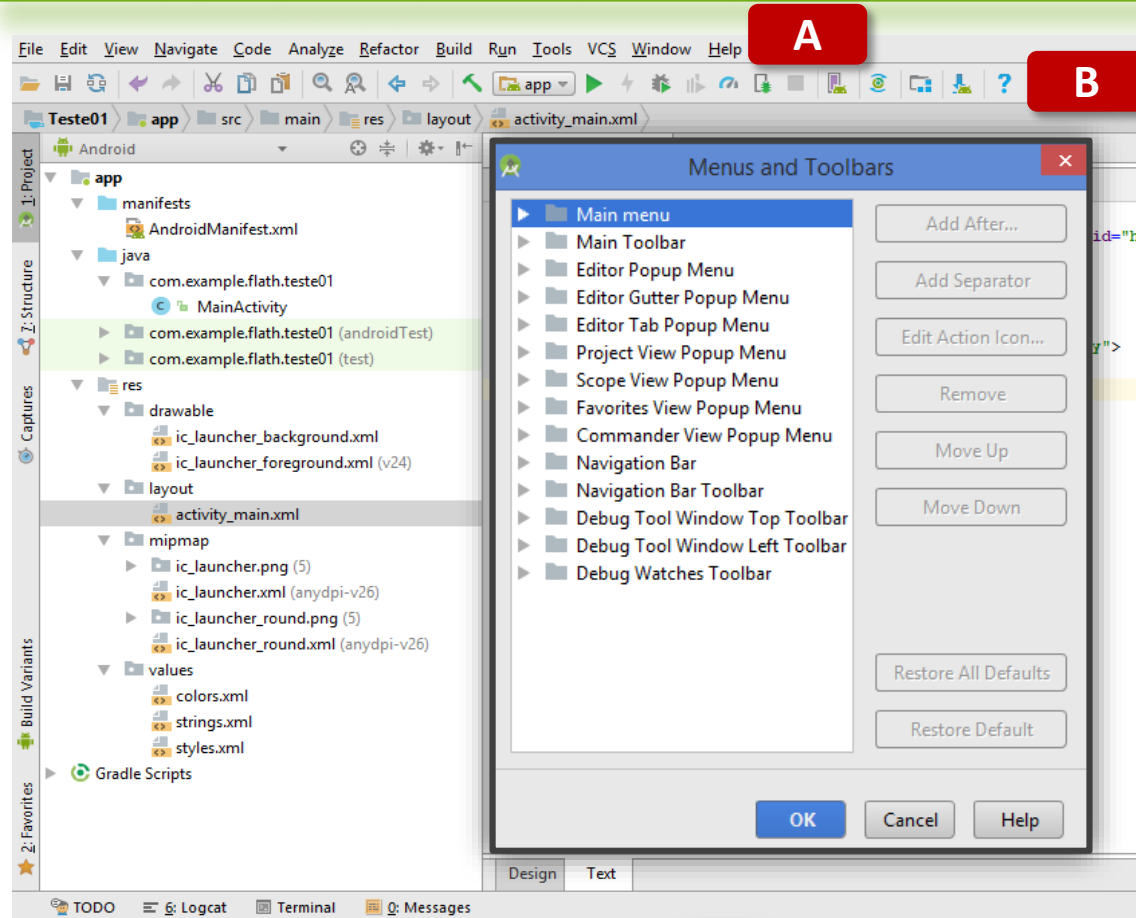 A
File Edit View Navigate Code Analyze Refactor Build Run Tools VCS Window Help
B
app
Teste01 app src main res layout activity_main.xml
Android
1: Project
7: Structure
Captures
Build Variants
2: Favorites
app
manifests
AndroidManifest.xml
java
com.example.flath.teste01
MainActivity
com.example.flath.teste01 (androidTest)
com.example.flath.teste01 (test)
res
drawable
ic_launcher_background.xml
ic_launcher_foreground.xml (v24)
layout
activity_main.xml
mipmap
ic_launcher.png (5)
ic_launcher.xml (anydpi-v26)
ic_launcher_round.png (5)
ic_launcher_round.xml (anydpi-v26)
values
colors.xml
strings.xml
styles.xml
Gradle Scripts
Menus and Toolbars
Main menu
Main Toolbar
Editor Popup Menu
Editor Gutter Popup Menu
Editor Tab Popup Menu
Project View Popup Menu
Scope View Popup Menu
Favorites View Popup Menu
Commander View Popup Menu
Navigation Bar
Navigation Bar Toolbar
Debug Tool Window Top Toolbar
Debug Tool Window Left Toolbar
Debug Watches Toolbar
Add After...
Add Separator
Edit Action Icon...
Remove
Move Up
Move Down
Restore All Defaults
Restore Default
OK Cancel Help
id="h
y">
Design Text
TODO 6: Logcat Terminal 0: Messages